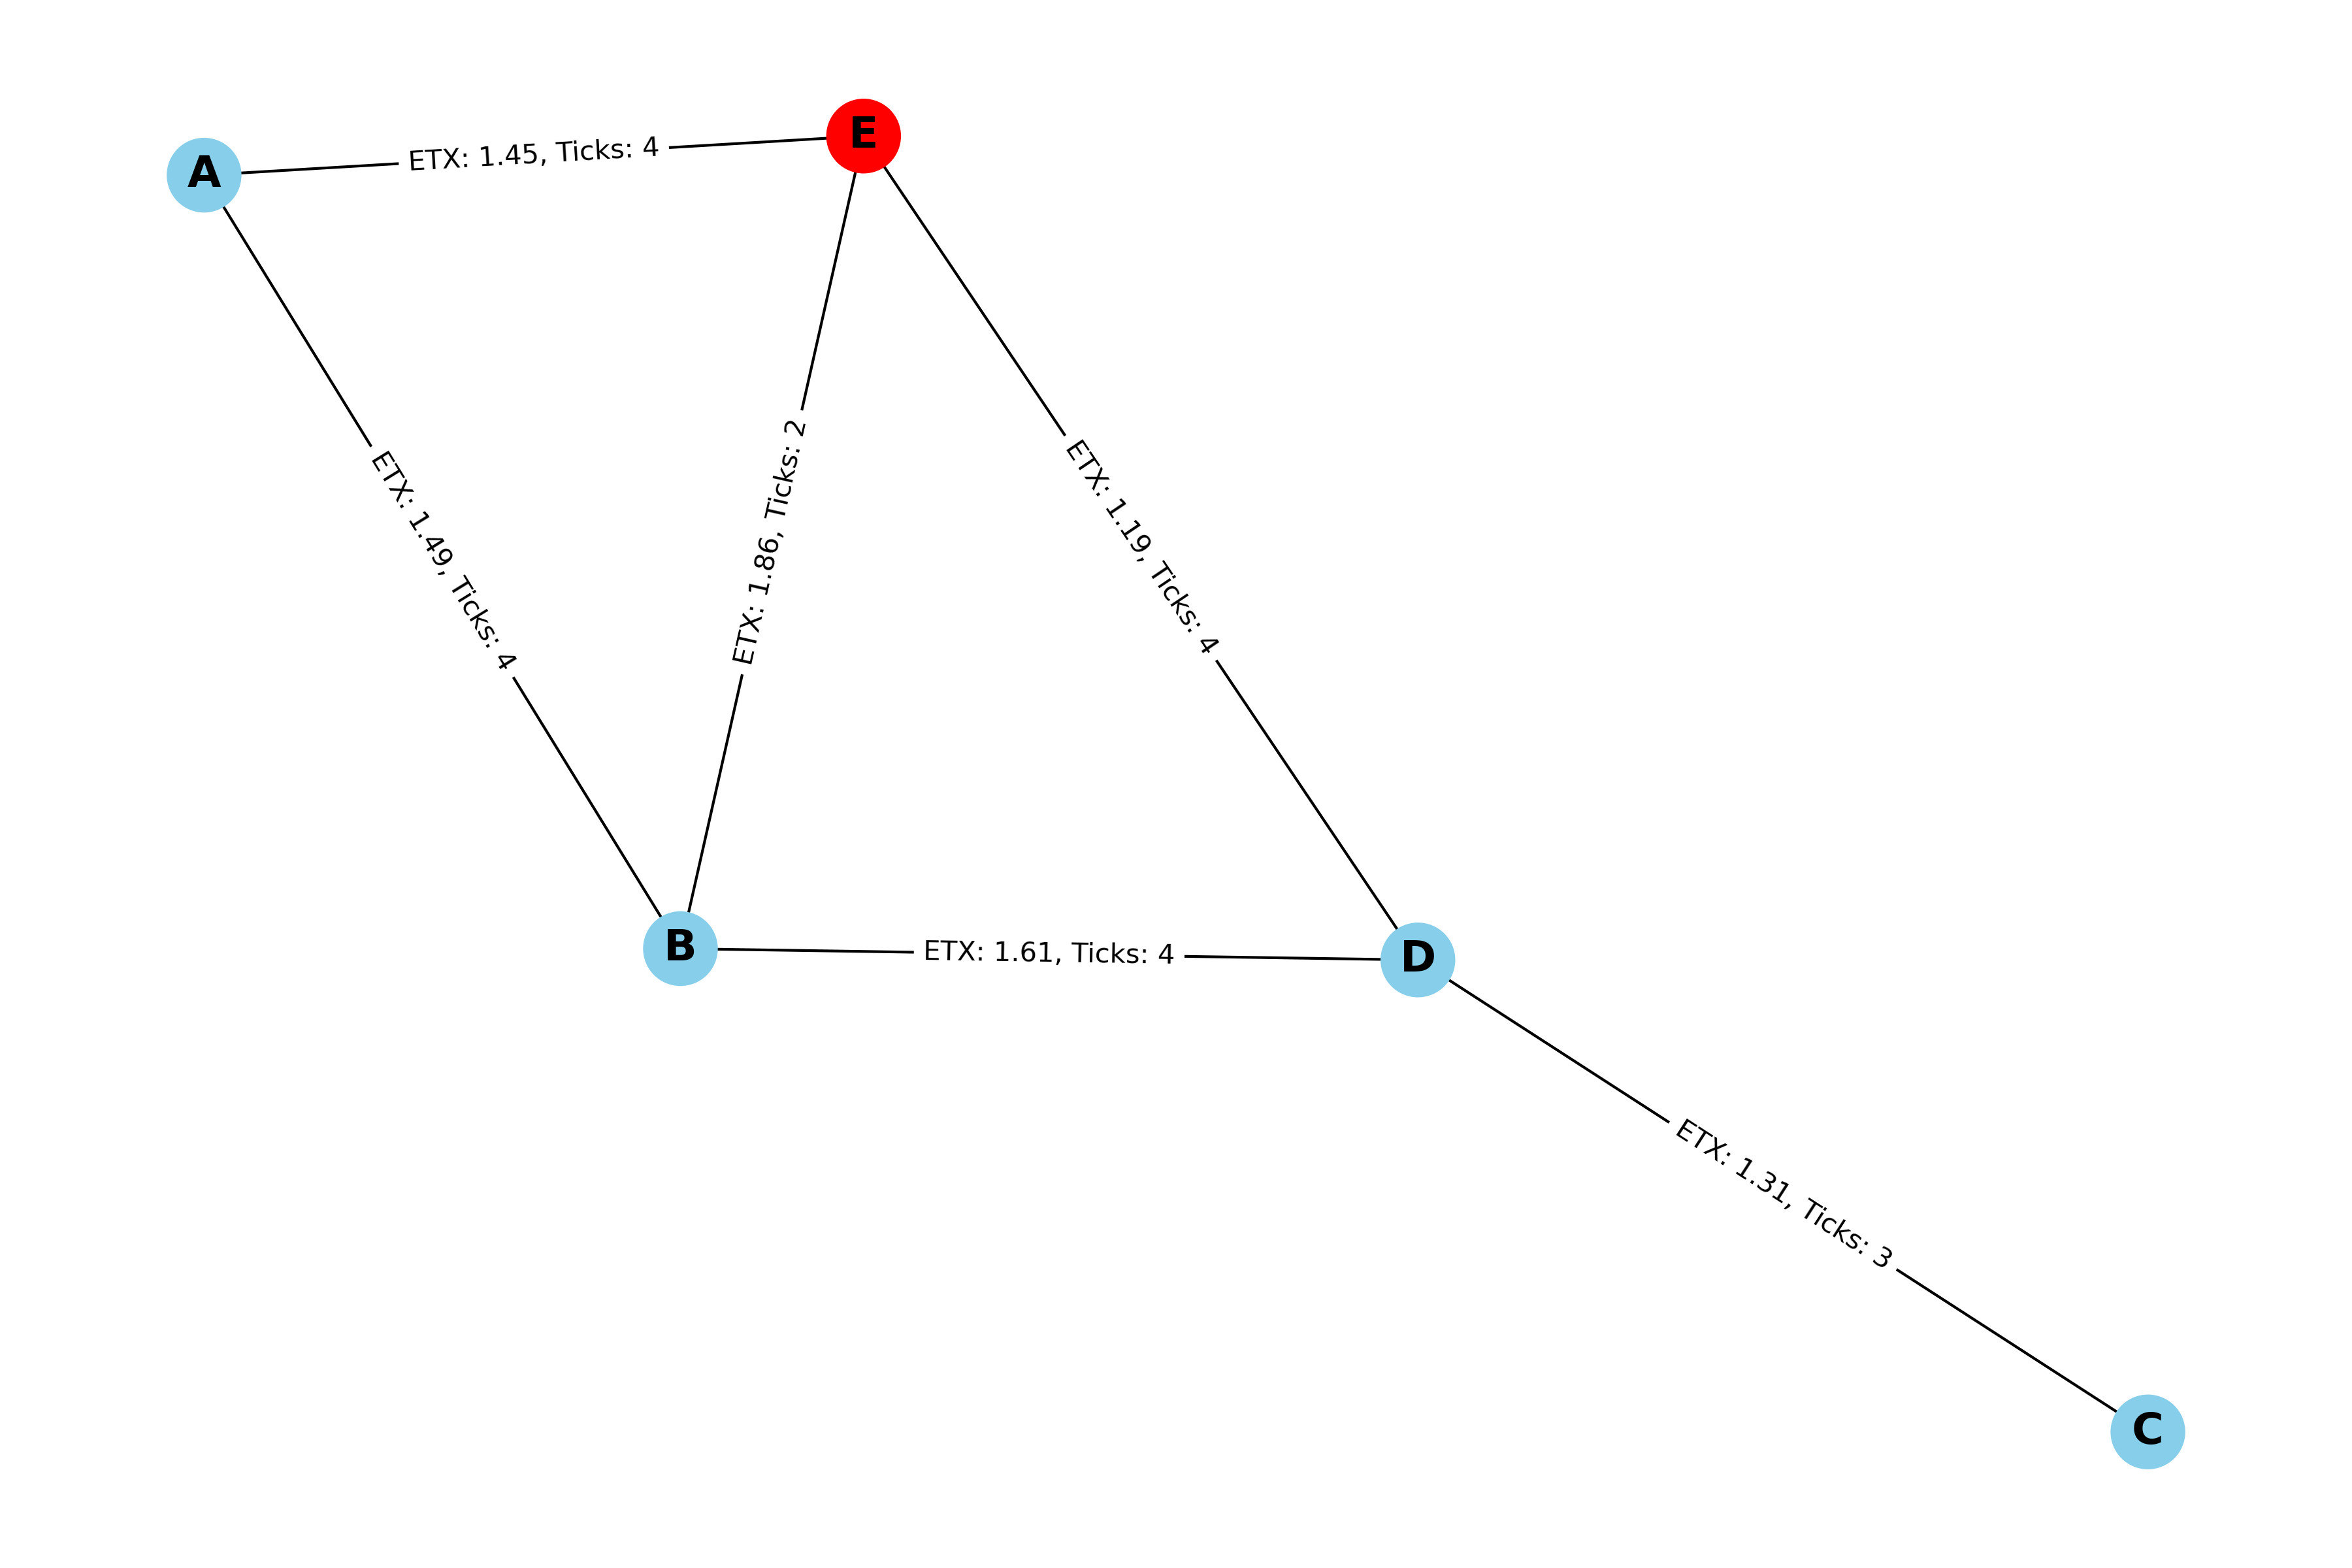 E
A
ETX: 1.45, Ticks: 4
ETX: 1.86, Ticks: 2
ETX: 1.19, Ticks: 4
ETX: 1.49, Ticks: 4
B
ETX: 1.61, Ticks: 4
D
ETX: 1.31, Ticks: 3
C